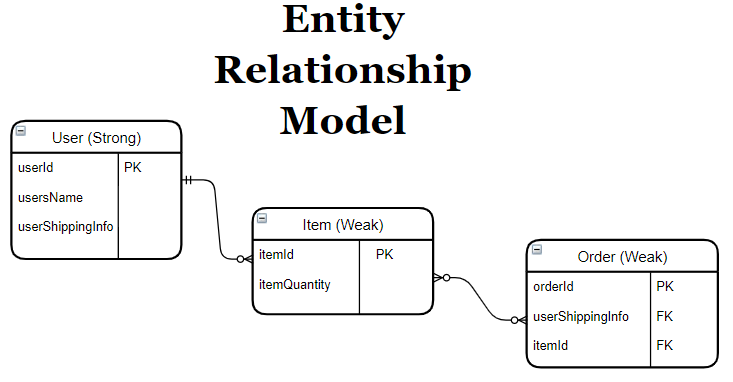 Entity
Relationship
Model
User (Strong)
userId PK
usersName
userShippingInfo
Item (Weak)
itemId PK
itemQuantity
Order (Weak)
orderId PK
userShippingInfo FK
itemId FK